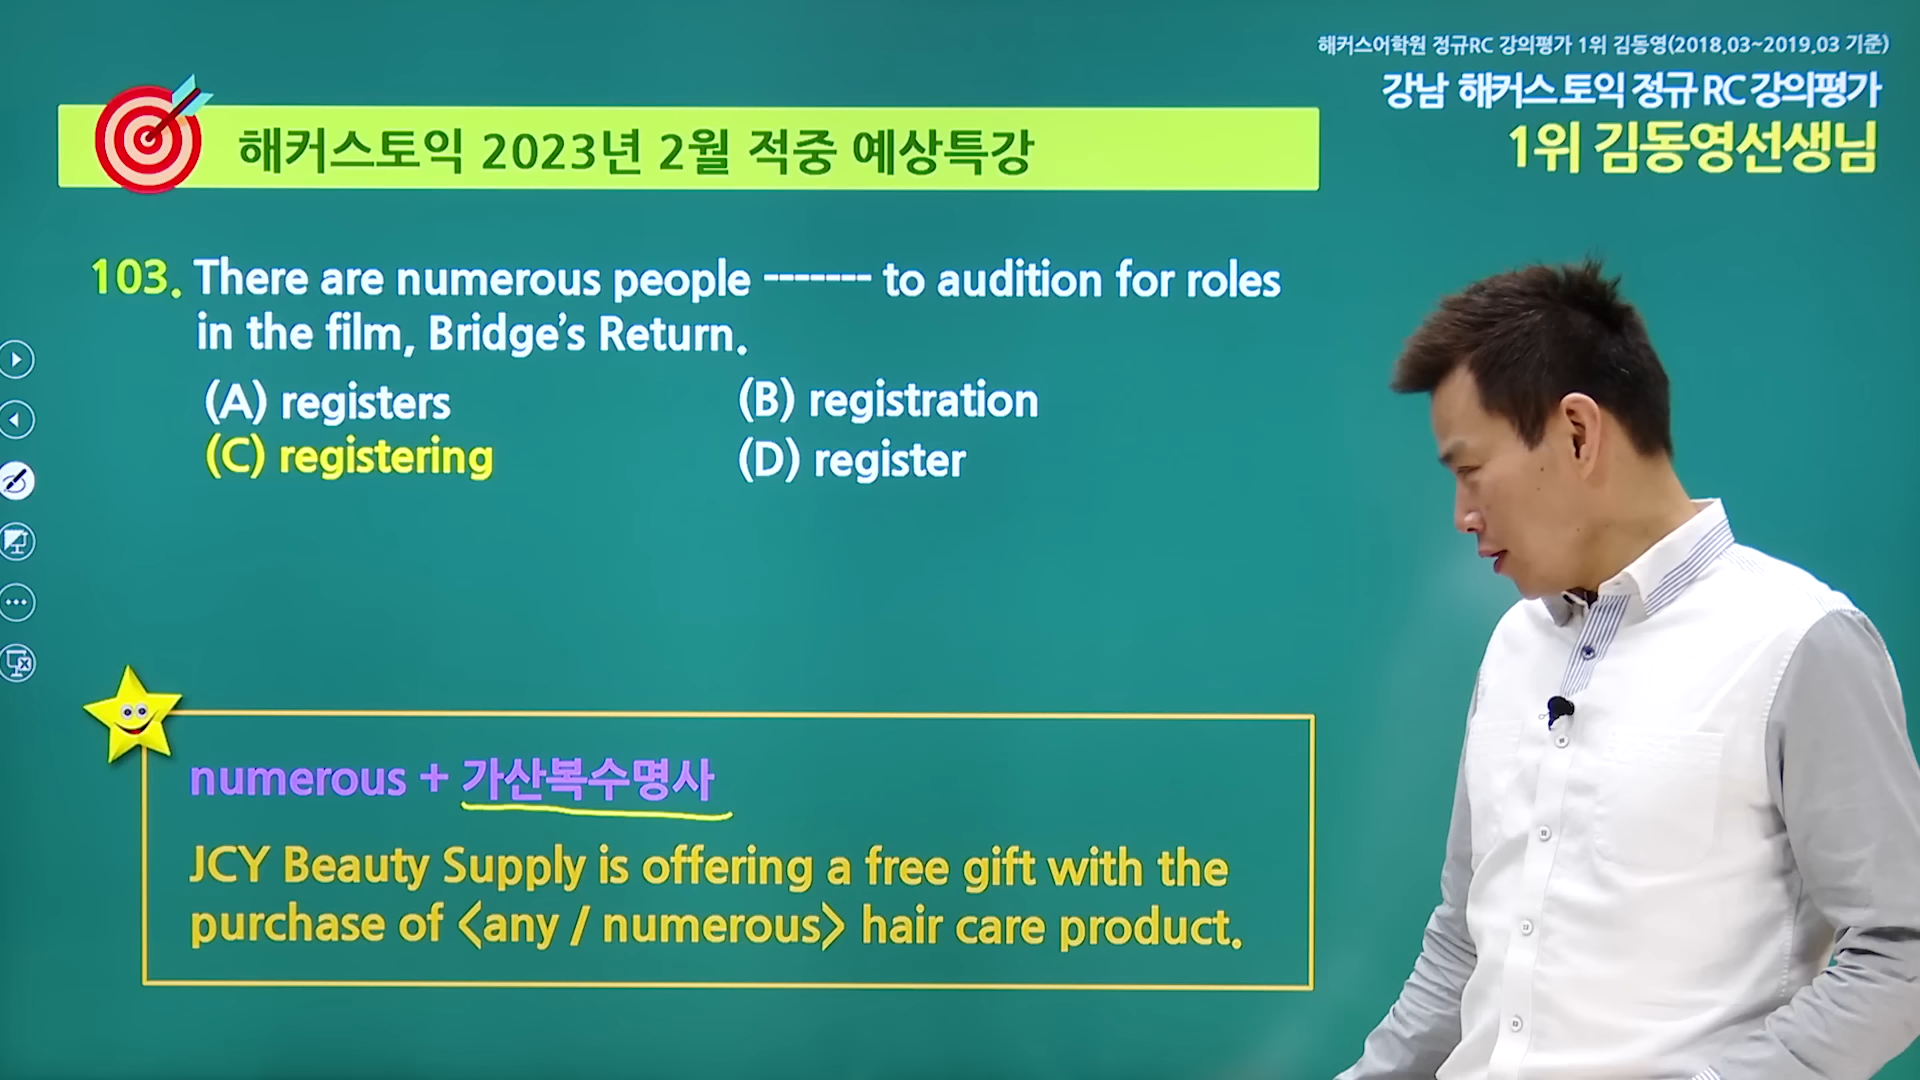 해커스어학원 정규RC 강의평가 1위 김동영(2018.03~2019.03 기준)
강남 해커스 토익 정규 RC 강의평가
1위 김동영선생님
해커스토익 2023년 2월 적중 예상특강
103. There are numerous people ------- to audition for roles
in the film, Bridge's Return.
(A) registers
(B) registration
(C) registering
(D) register
numerous + 가산복수명사
JCY Beauty Supply is offering a free gift with the
purchase of <any / numerous> hair care product.